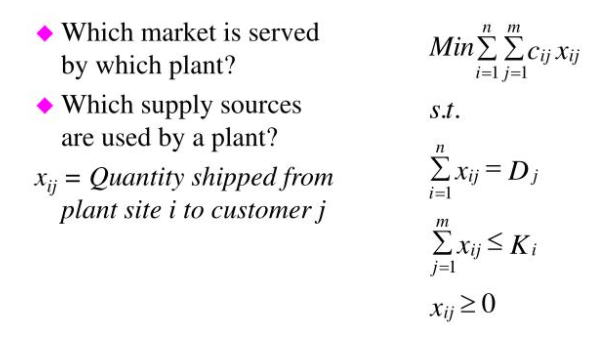 ◆ Which market is served
by which plant?
◆ Which supply sources
are used by a plant?
x_{ij} = Quantity shipped from
plant site i to customer j
Min \sum_{i=1}^{n} \sum_{j=1}^{m} c_{ij} x_{ij}
s.t.
\sum_{i=1}^{n} x_{ij} = D_j
\sum_{j=1}^{m} x_{ij} ≤ K_i
x_{ij} ≥ 0